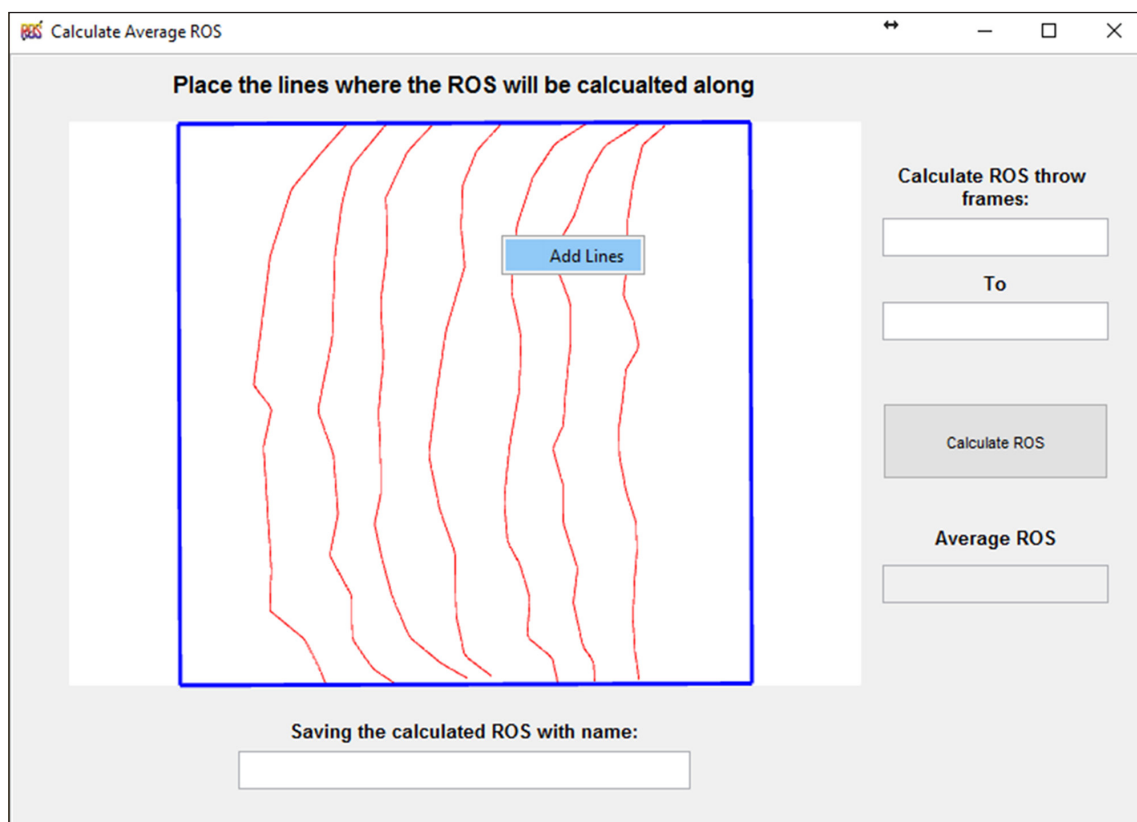 ROS Calculate Average ROS
Place the lines where the ROS will be calcualted along
Add Lines
Calculate ROS throw
frames:
To
Calculate ROS
Average ROS
Saving the calculated ROS with name: